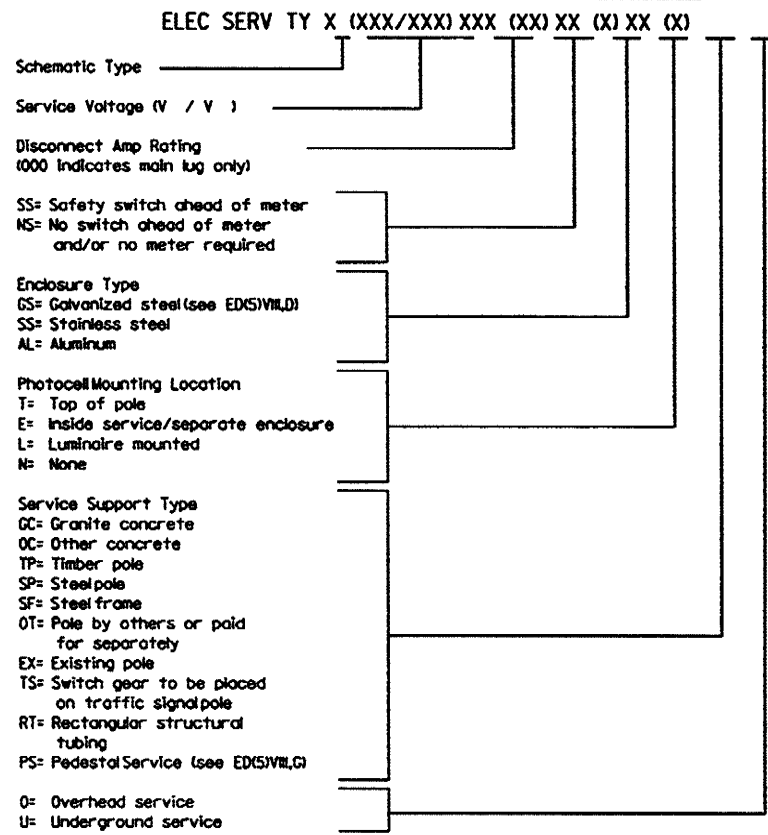 ELEC SERV TY X (XXX/XXX) XXX (XX) XX (X) XX (X)
Schematic Type
Service Voltage (V / V )
Disconnect Amp Rating
(000 indicates main lug only)
SS= Safety switch ahead of meter
NS= No switch ahead of meter
and/or no meter required
Enclosure Type
GS= Galvanized steel (see ED(5)VIII,D)
SS= Stainless steel
AL= Aluminum
Photocell Mounting Location
T= Top of pole
E= Inside service/separate enclosure
L= Luminaire mounted
N= None
Service Support Type
GC= Granite concrete
OC= Other concrete
TP= Timber pole
SP= Steel pole
SF= Steel frame
OT= Pole by others or paid
for separately
EX= Existing pole
TS= Switch gear to be placed
on traffic signal pole
RT= Rectangular structural
tubing
PS= Pedestal Service (see ED(5)VIII,G)
O= Overhead service
U= Underground service